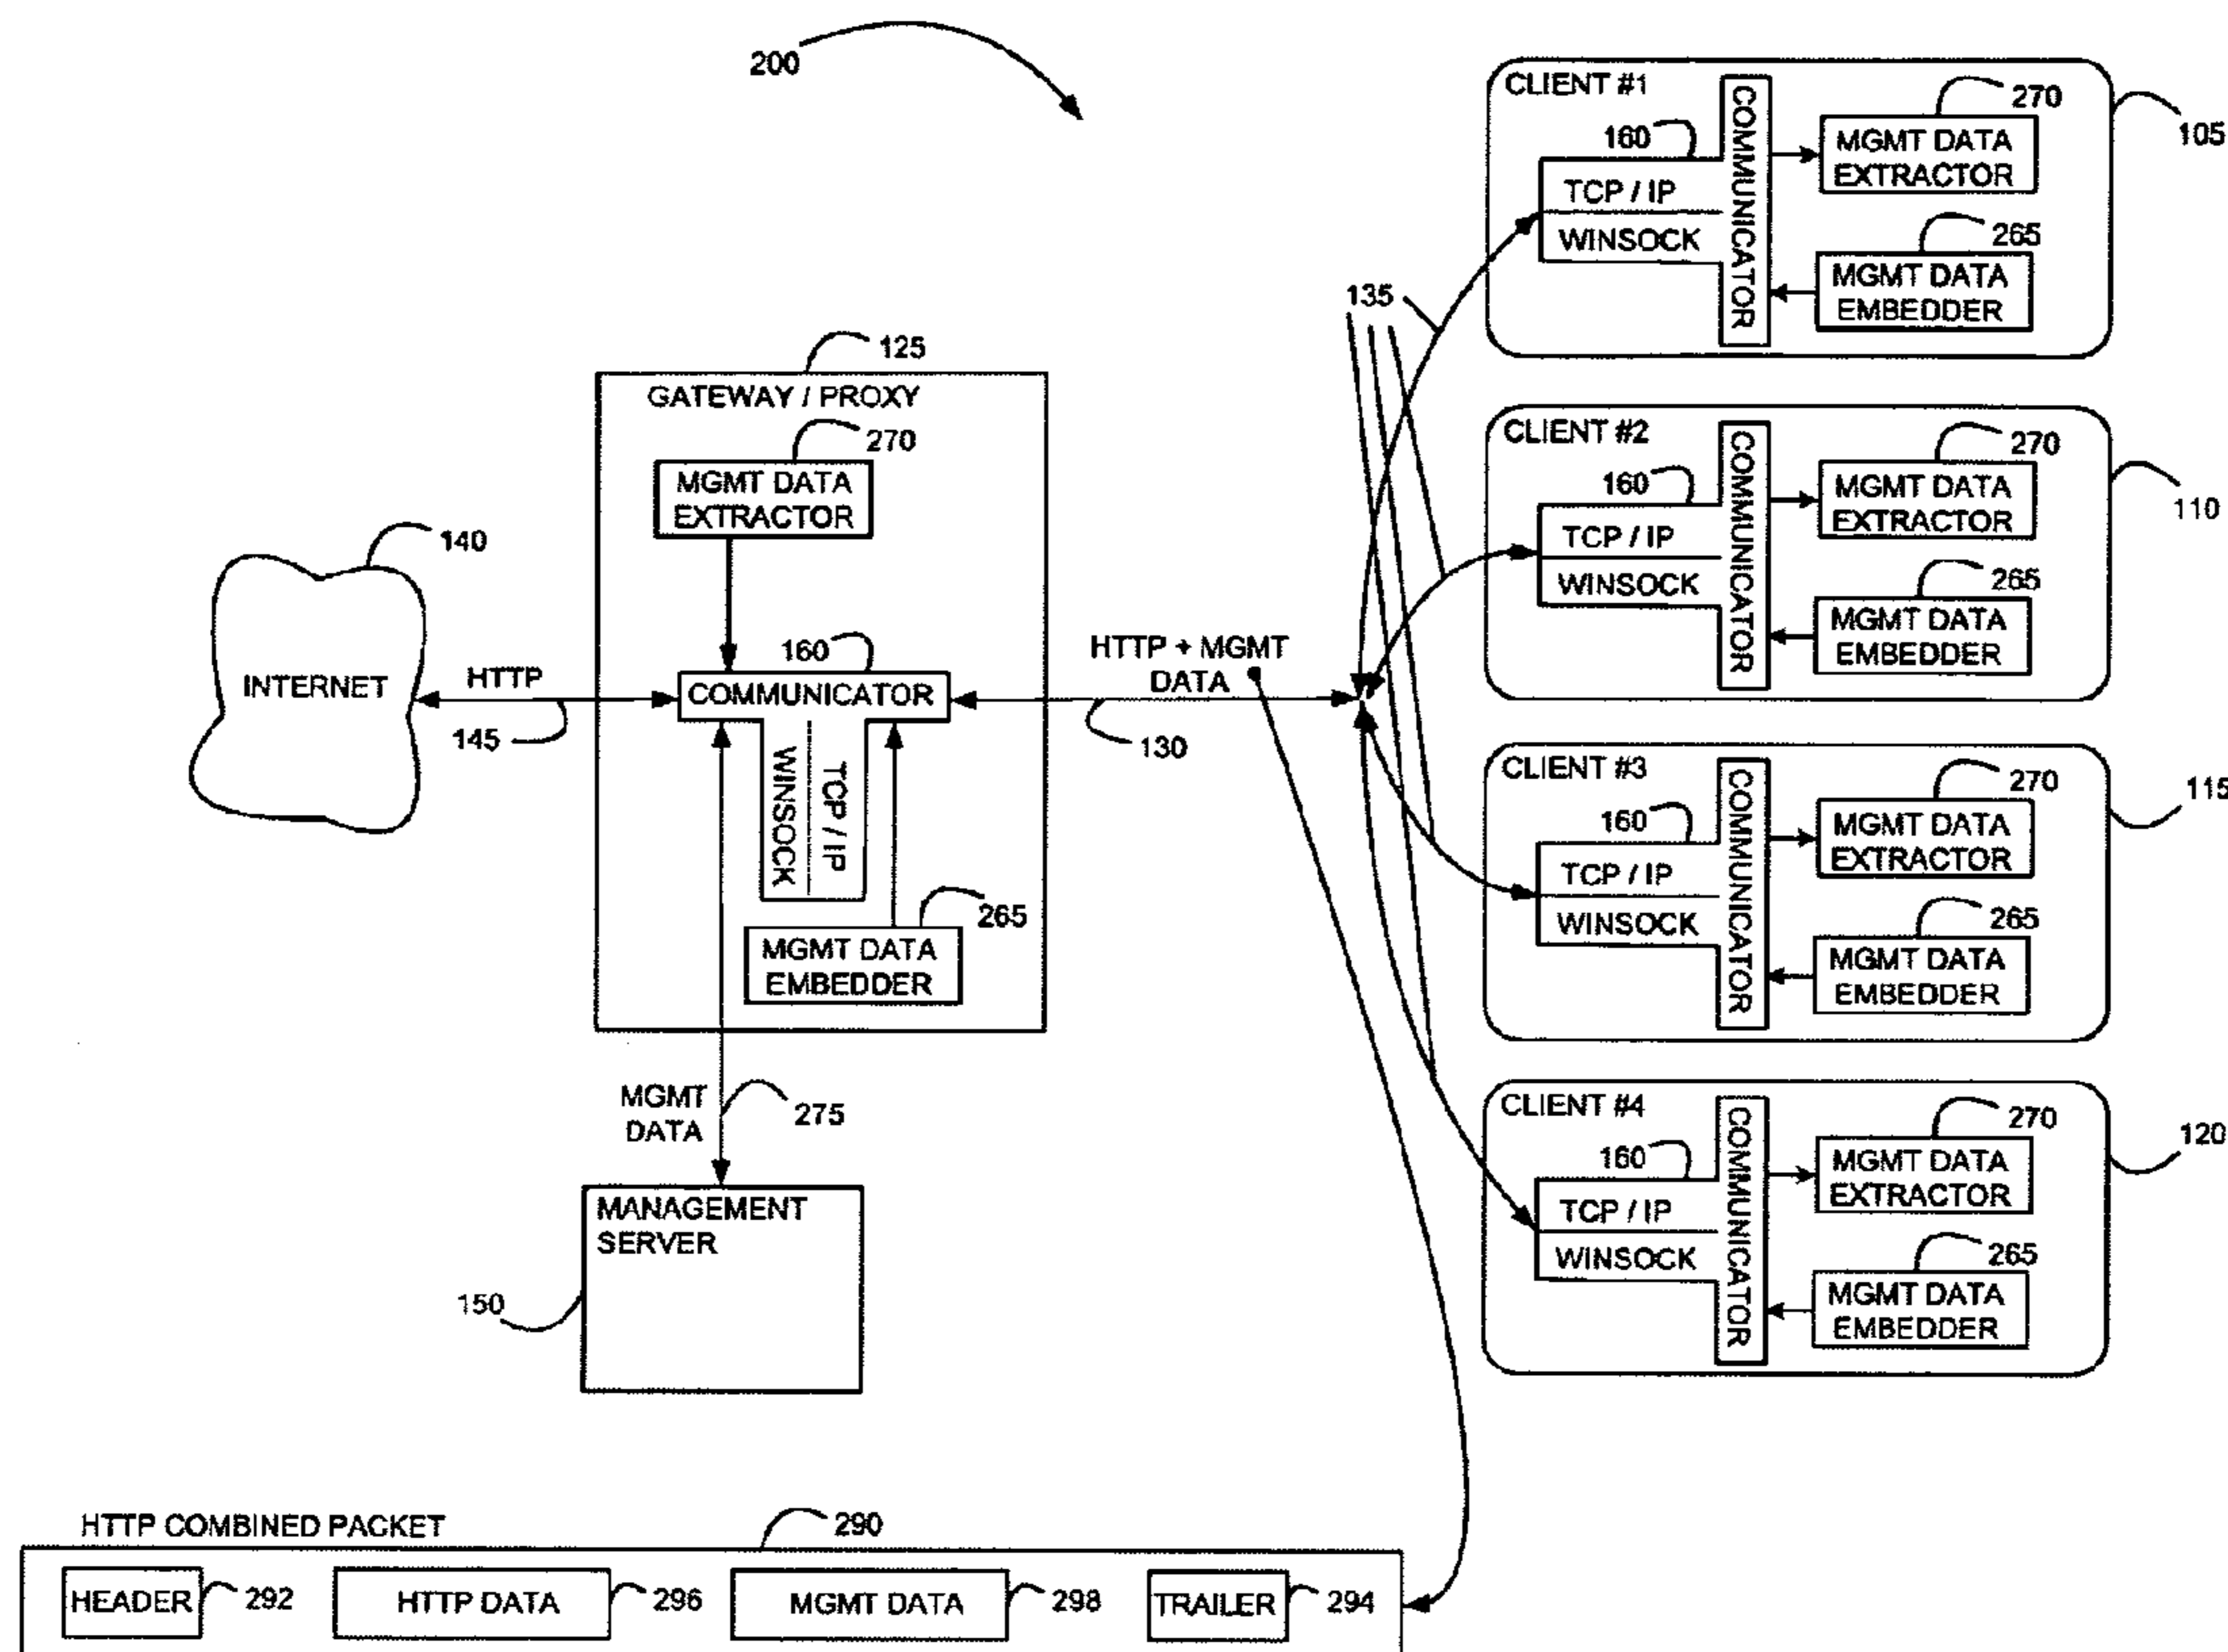 200
CLIENT #1
160
TCP / IP
WINSOCK
COMMUNICATOR
270
MGMT DATA
EXTRACTOR
265
MGMT DATA
EMBEDDER
105
135
CLIENT #2
160
TCP / IP
WINSOCK
COMMUNICATOR
270
MGMT DATA
EXTRACTOR
265
MGMT DATA
EMBEDDER
110
125
GATEWAY / PROXY
270
MGMT DATA
EXTRACTOR
140
INTERNET
HTTP
145
160
COMMUNICATOR
WINSOCK
TCP / IP
265
MGMT DATA
EMBEDDER
HTTP + MGMT
DATA
130
CLIENT #3
160
TCP / IP
WINSOCK
COMMUNICATOR
270
MGMT DATA
EXTRACTOR
265
MGMT DATA
EMBEDDER
115
MGMT
DATA
275
MANAGEMENT
SERVER
150
CLIENT #4
160
TCP / IP
WINSOCK
COMMUNICATOR
270
MGMT DATA
EXTRACTOR
265
MGMT DATA
EMBEDDER
120
HTTP COMBINED PACKET
290
HEADER
292
HTTP DATA
296
MGMT DATA
298
TRAILER
294